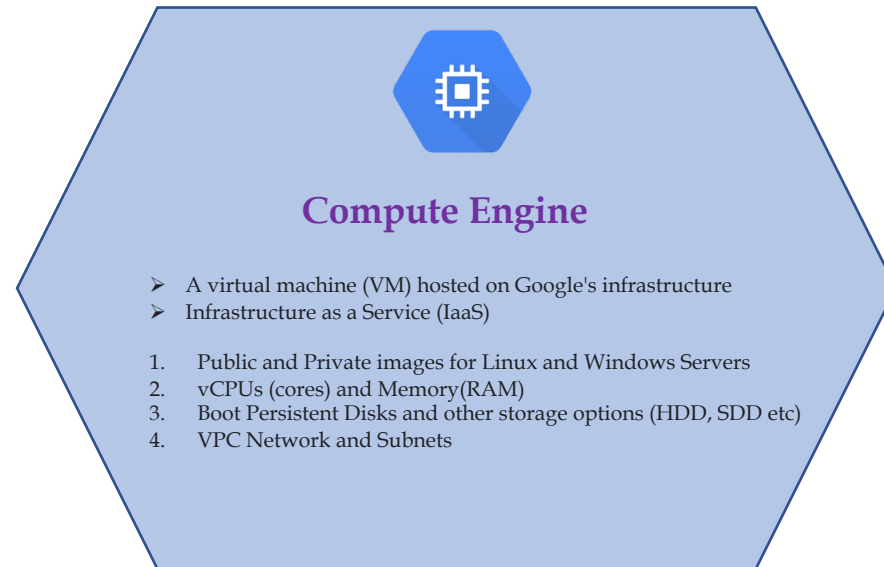 Compute Engine
➢ A virtual machine (VM) hosted on Google's infrastructure
➢ Infrastructure as a Service (IaaS)
1. Public and Private images for Linux and Windows Servers
2. vCPUs (cores) and Memory(RAM)
3. Boot Persistent Disks and other storage options (HDD, SDD etc)
4. VPC Network and Subnets